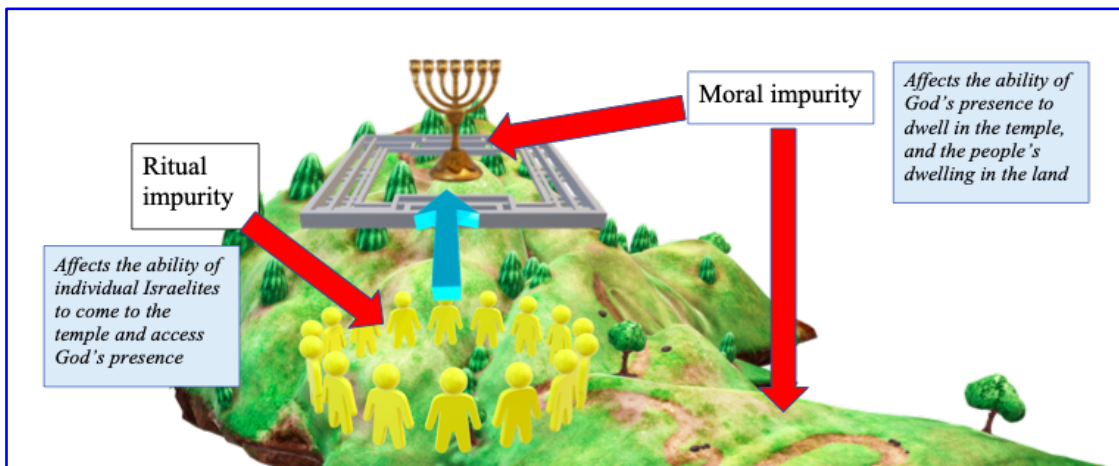 Moral impurity
Affects the ability of
God's presence to
dwell in the temple,
and the people's
dwelling in the land
Ritual
impurity
Affects the ability of
individual Israelites
to come to the
temple and access
God's presence